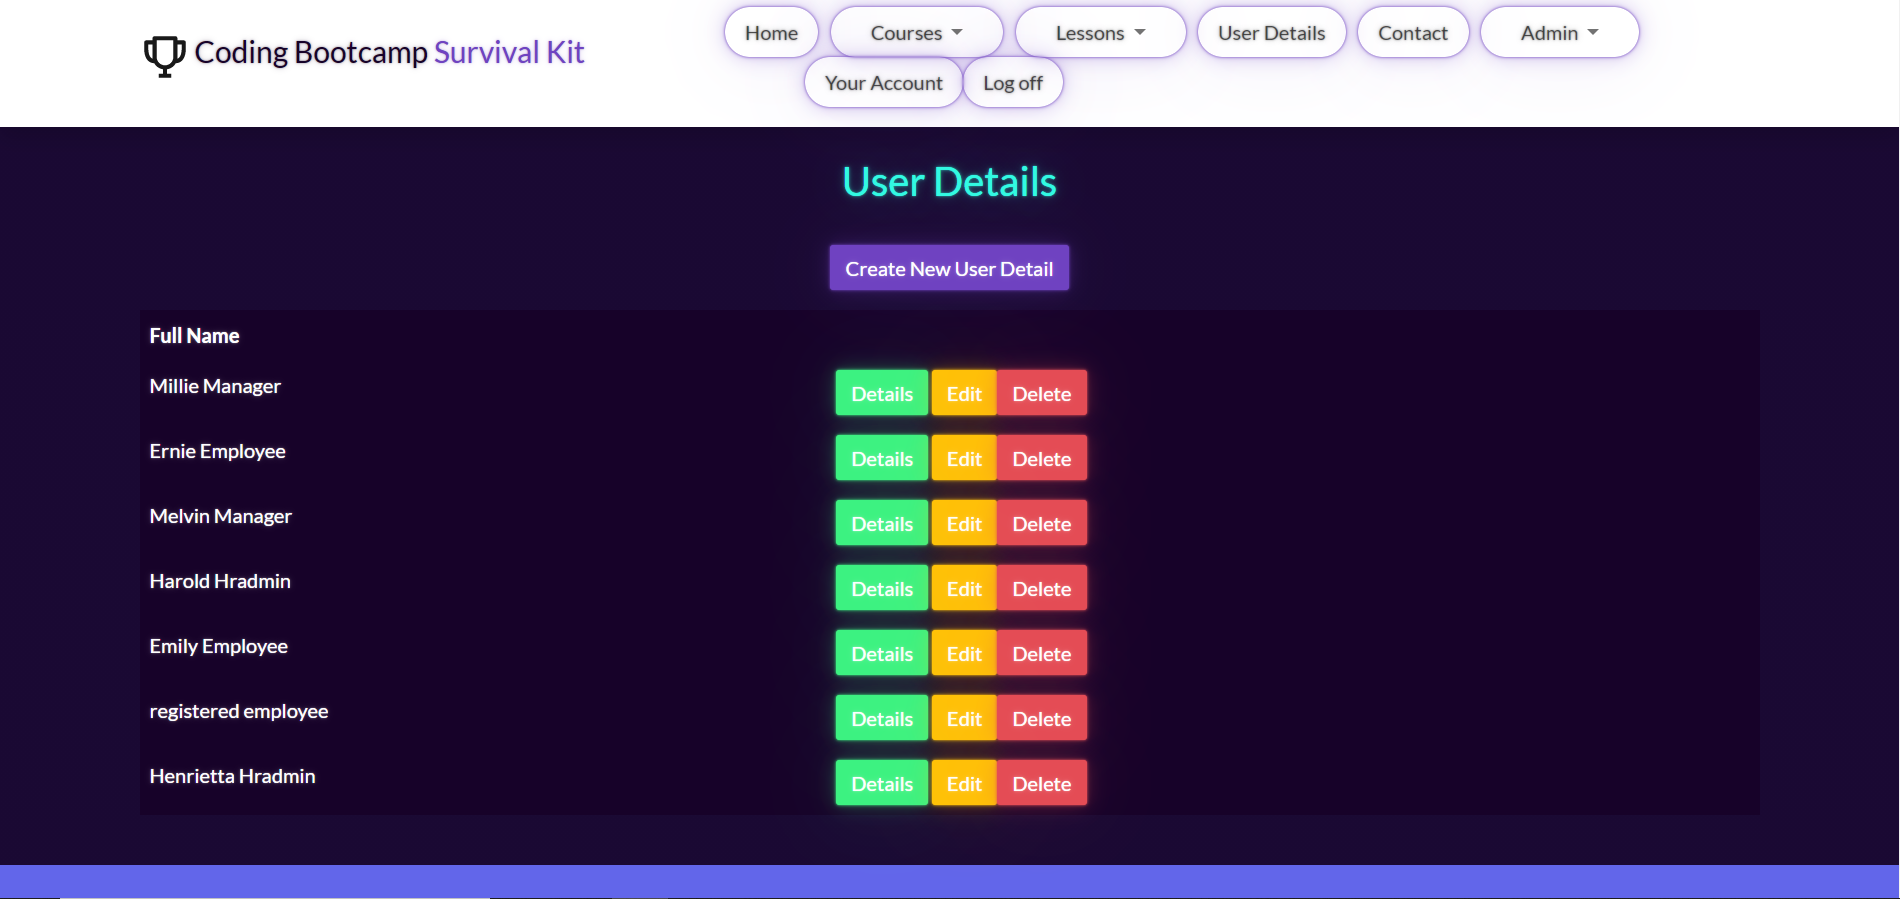 Coding Bootcamp Survival Kit
Home Courses Lessons User Details Contact Admin
Your Account Log off
User Details
Create New User Detail
Full Name
Millie Manager Details Edit Delete
Ernie Employee Details Edit Delete
Melvin Manager Details Edit Delete
Harold Hradmin Details Edit Delete
Emily Employee Details Edit Delete
registered employee Details Edit Delete
Henrietta Hradmin Details Edit Delete